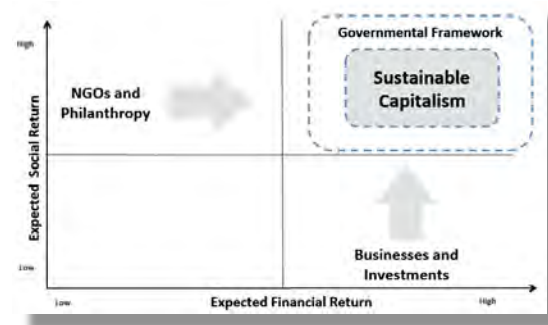 Governmental Framework
High
Sustainable
Capitalism
NGOs and
Philanthropy
Expected Social Return
Businesses and
Investments
Low
Low
Expected Financial Return
High